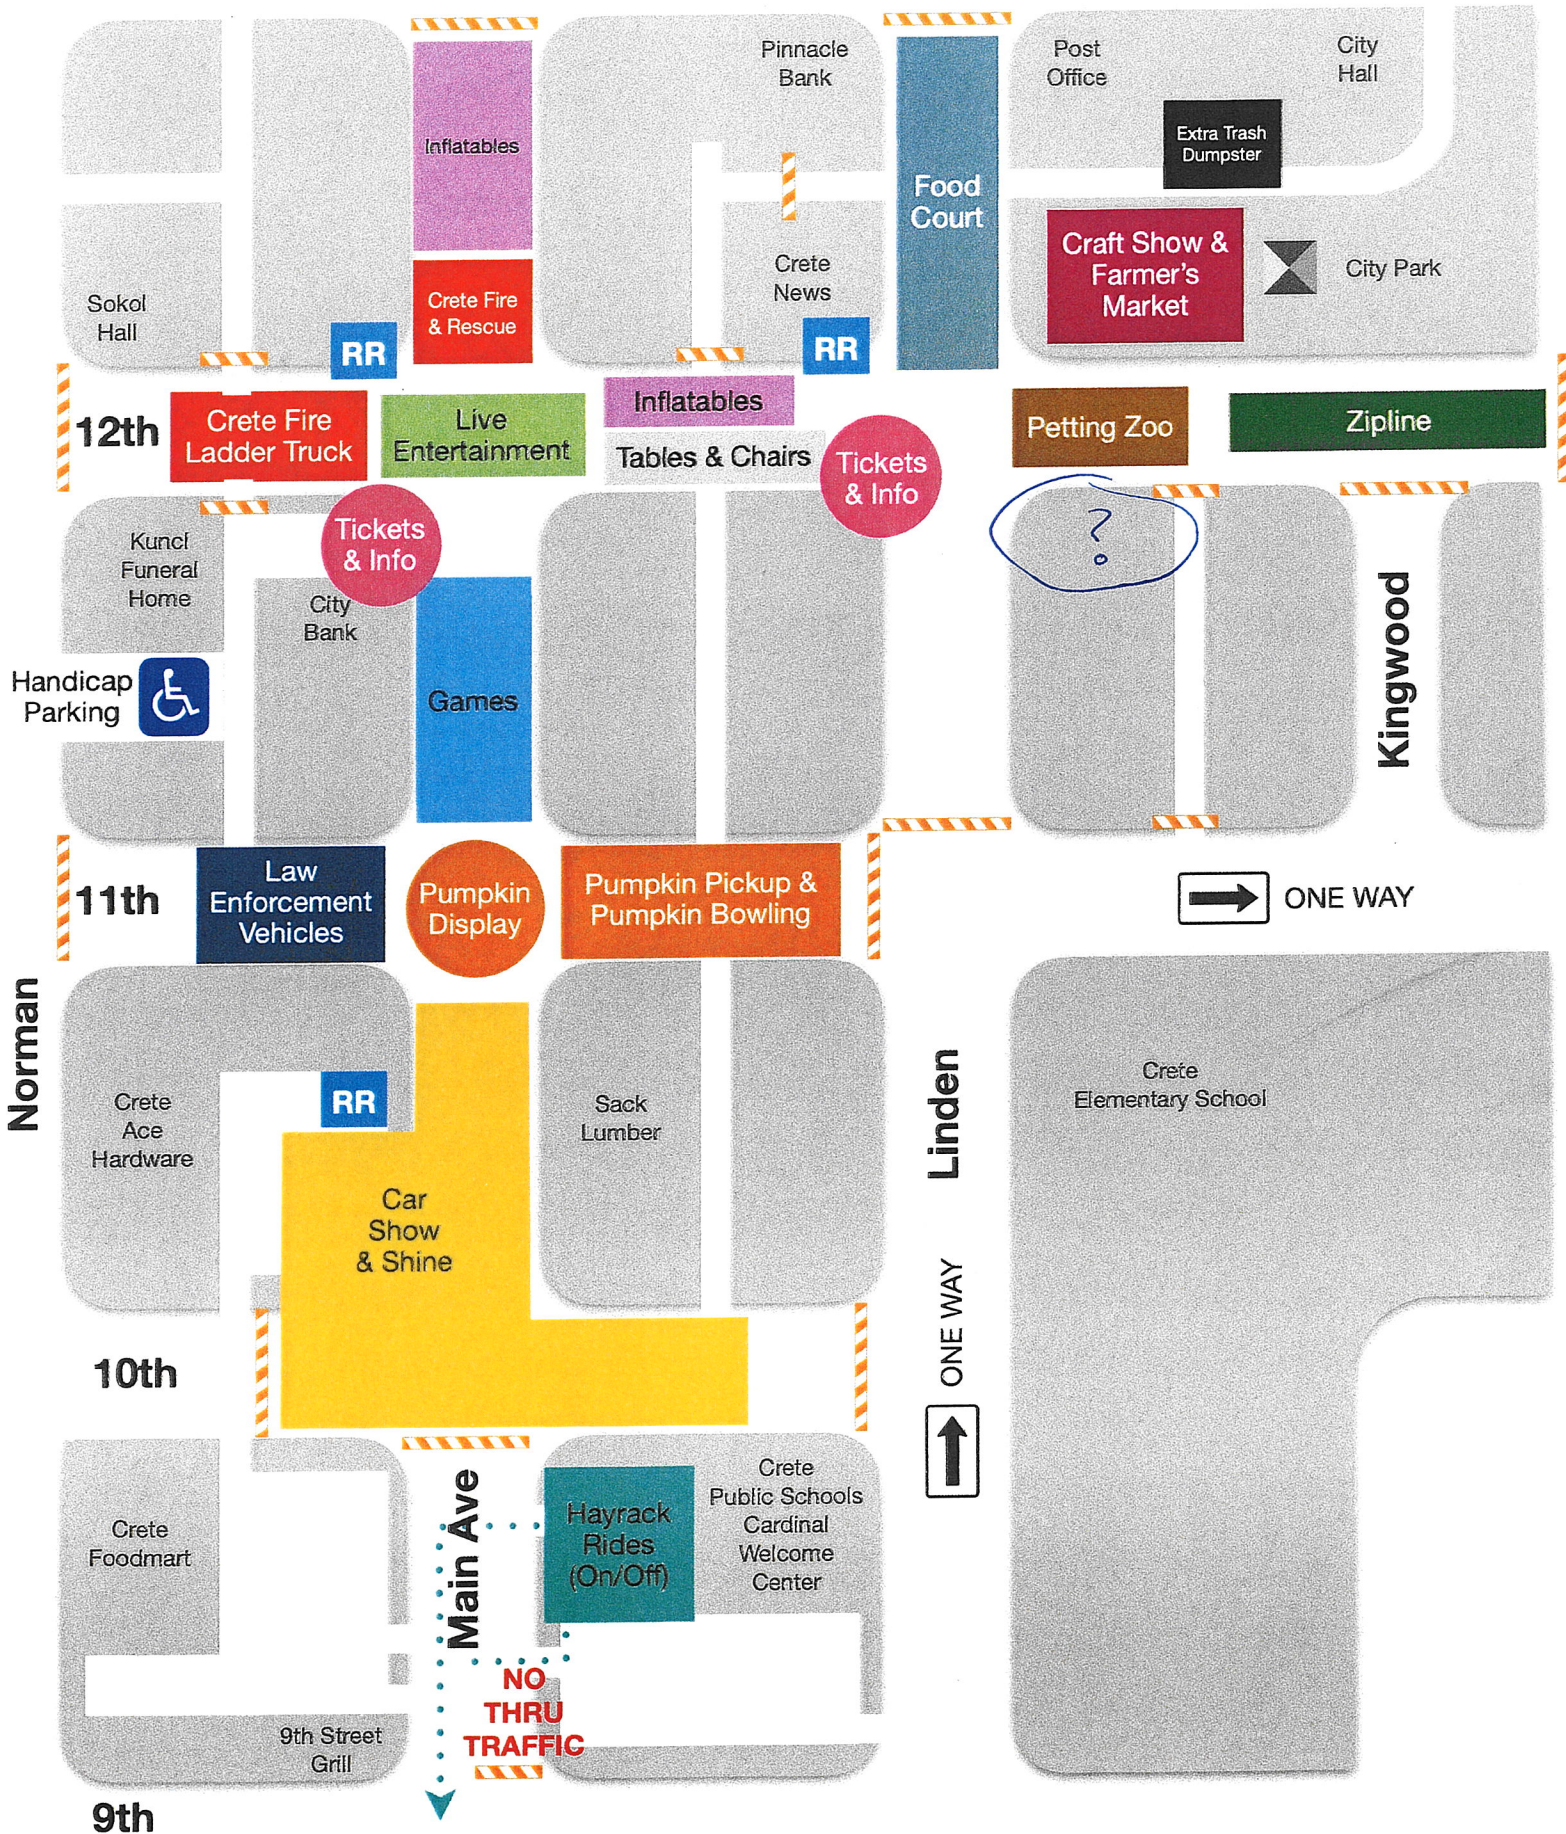 Pinnacle
Bank
Post
Office
City
Hall
Inflatables
Extra Trash
Dumpster
Food
Court
Craft Show &
Farmer's
Market
City Park
Crete
News
Sokol
Hall
Crete Fire
& Rescue
RR
RR
12th
Crete Fire
Ladder Truck
Live
Entertainment
Inflatables
Tables & Chairs
Tickets
& Info
Petting Zoo
Zipline
Tickets
& Info
?
Kuncl
Funeral
Home
City
Bank
Handicap
Parking
Games
Kingwood
11th
Law
Enforcement
Vehicles
Pumpkin
Display
Pumpkin Pickup &
Pumpkin Bowling
ONE WAY
Norman
Crete
Ace
Hardware
RR
Sack
Lumber
Linden
Crete
Elementary School
Car
Show
& Shine
ONE WAY
10th
Main Ave
Crete
Foodmart
Hayrack
Rides
(On/Off)
Crete
Public Schools
Cardinal
Welcome
Center
NO
THRU
TRAFFIC
9th Street
Grill
9th